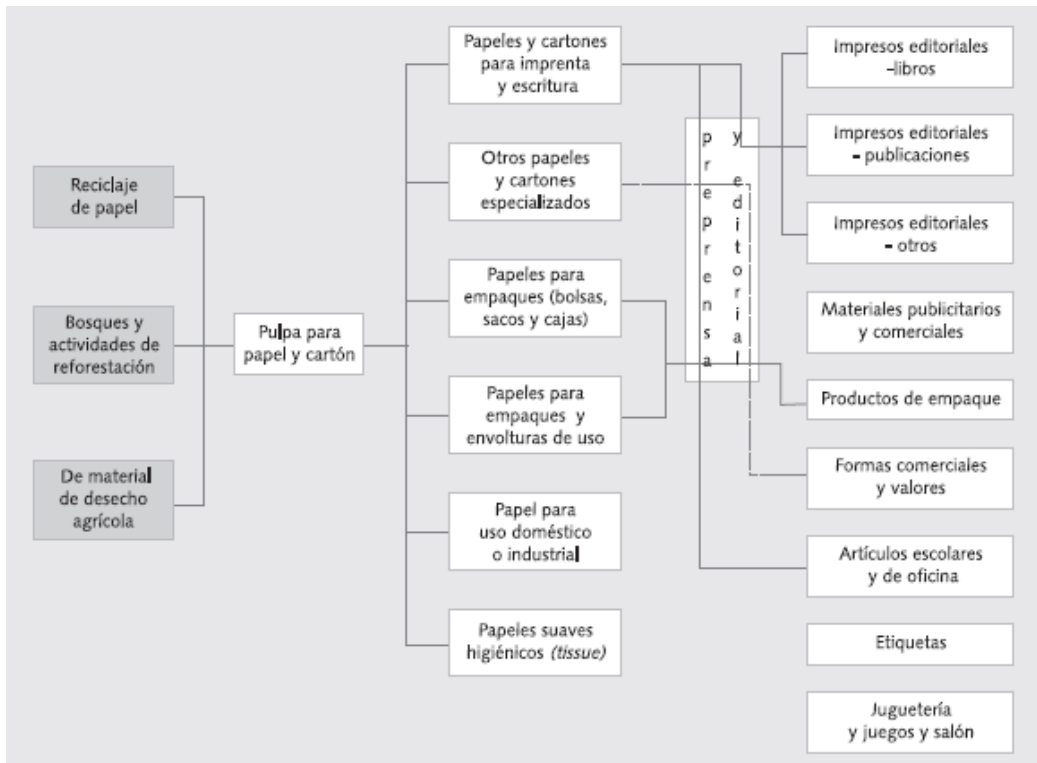 Reciclaje
de papel
Bosques y
actividades de
reforestación
De material
de desecho
agrícola
Pulpa para
papel y cartón
Papeles y cartones
para imprenta
y escritura
Otros papeles
y cartones
especializados
Papeles para
empaques (bolsas,
sacos y cajas)
Papeles para
empaques y
envolturas de uso
Papel para
uso doméstico
o industrial
Papeles suaves
higiénicos (tissue)
preprensa
y editorial
Impresos editoriales
–libros
Impresos editoriales
- publicaciones
Impresos editoriales
- otros
Materiales publicitarios
y comerciales
Productos de empaque
Formas comerciales
y valores
Artículos escolares
y de oficina
Etiquetas
Juguetería
y juegos y salón